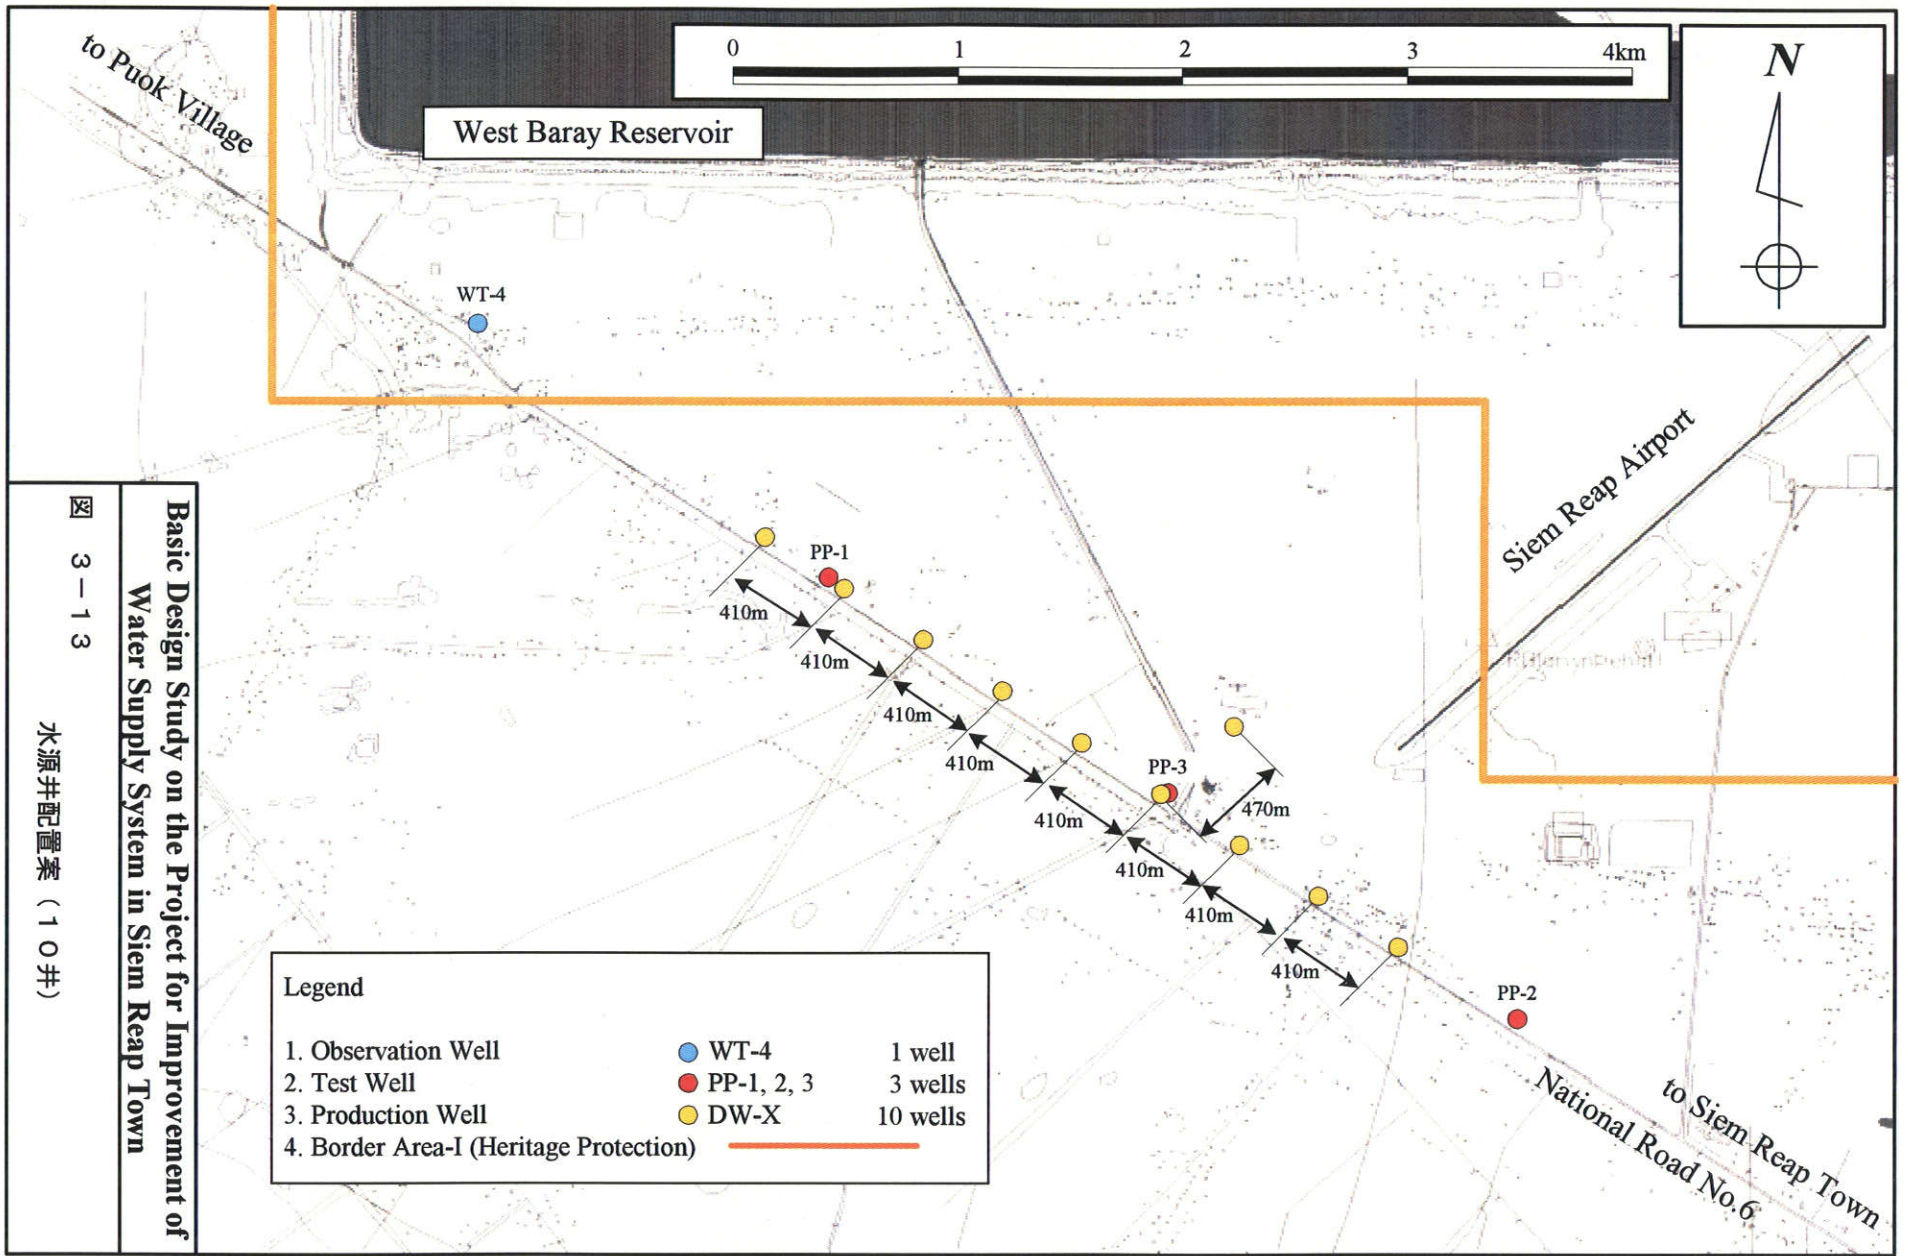 to Puok Village
West Baray Reservoir
0 1 2 3 4km
N
WT-4
Siem Reap Airport
PP-1
410m
410m
410m
410m
PP-3
410m
470m
410m
410m
410m
PP-2
to Siem Reap Town
National Road No.6
Legend
1. Observation Well WT-4 1 well
2. Test Well PP-1, 2, 3 3 wells
3. Production Well DW-X 10 wells
4. Border Area-I (Heritage Protection)
Basic Design Study on the Project for Improvement of
Water Supply System in Siem Reap Town
図 3－13
水源井配置案（10井）